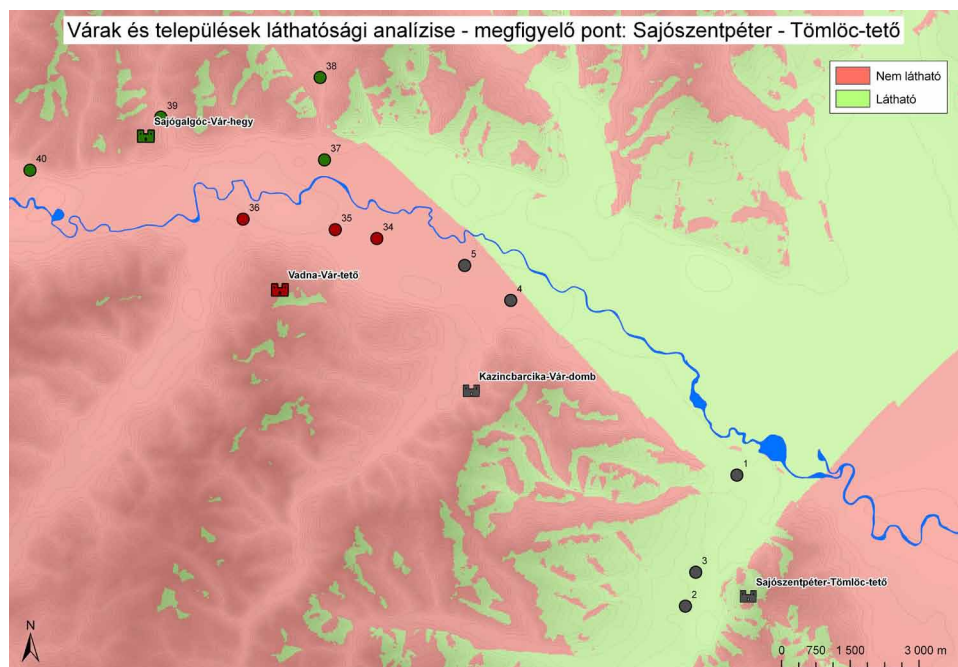 Várak és települések láthatósági analízise - megfigyelő pont: Sajószentpéter - Tömlöc-tető
Nem látható
Látható
38
39
Sajógalgóc-Vár-hegy
37
40
36
35
34
5
Vadna-Vár-tető
4
Kazincbarcika-Vár-domb
1
3
Sajószentpéter-Tömlöc-tető
2
N
0 750 1 500 3 000 m